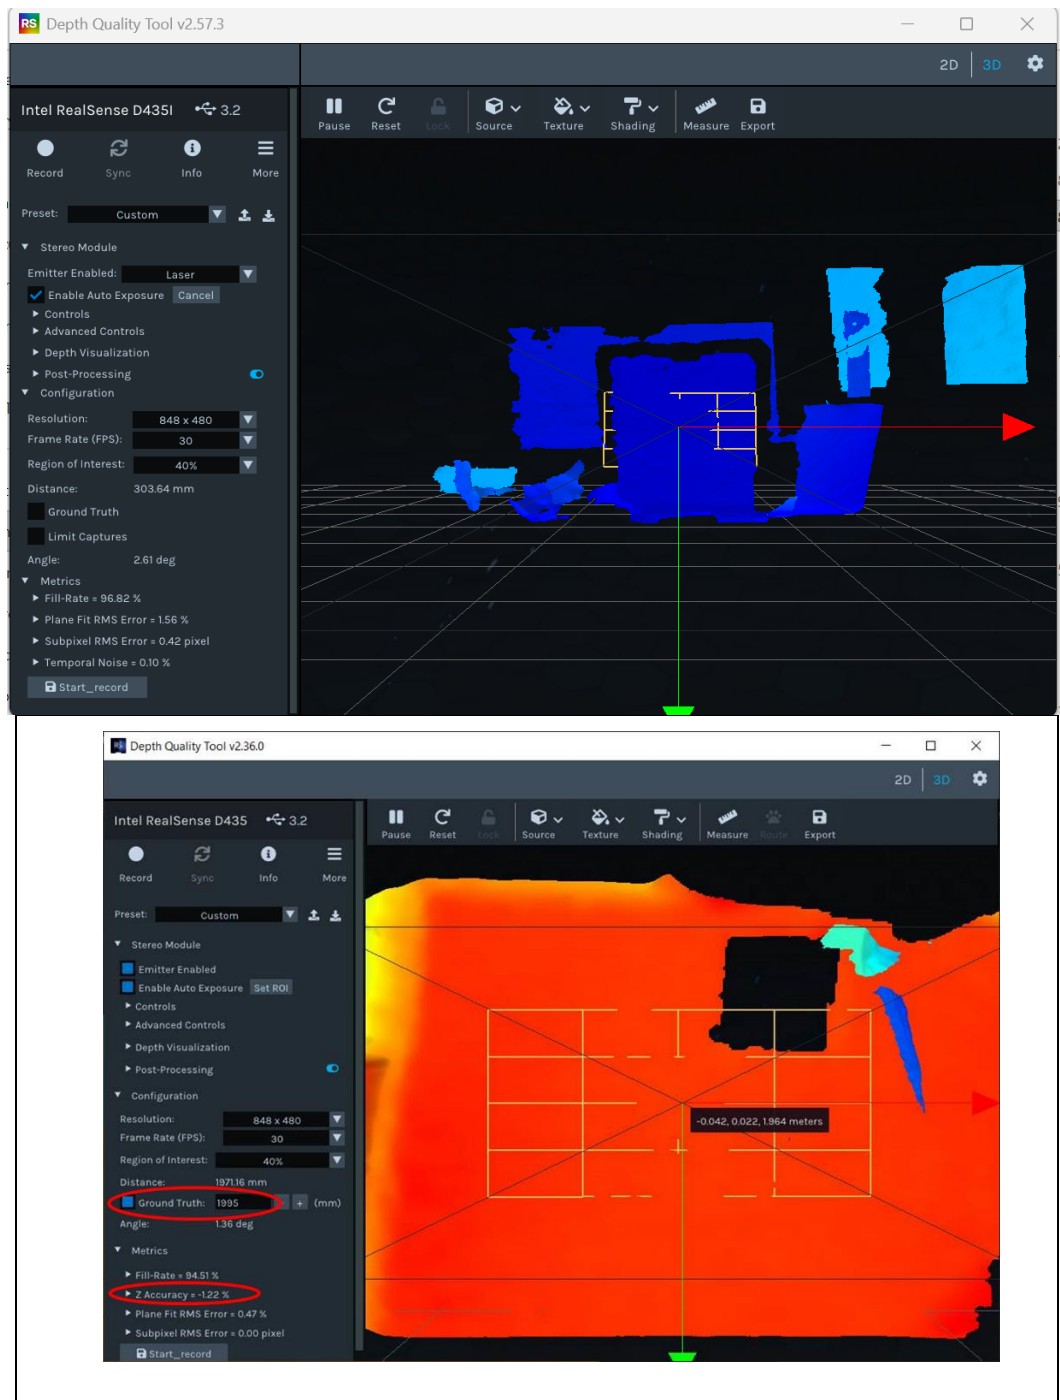 RS Depth Quality Tool v2.57.3
2D 3D
Intel RealSense D435I 3.2
Pause Reset Lock Source Texture Shading Measure Export
Record Sync Info More
Preset: Custom
Stereo Module
Emitter Enabled: Laser
Enable Auto Exposure Cancel
Controls
Advanced Controls
Depth Visualization
Post-Processing
Configuration
Resolution: 848 x 480
Frame Rate (FPS): 30
Region of Interest: 40%
Distance: 303.64 mm
Ground Truth
Limit Captures
Angle: 2.61 deg
Metrics
Fill-Rate = 96.82 %
Plane Fit RMS Error = 1.56 %
Subpixel RMS Error = 0.42 pixel
Temporal Noise = 0.10 %
Start_record
RS Depth Quality Tool v2.36.0
2D 3D
Intel RealSense D435 3.2
Pause Reset Lock Source Texture Shading Measure Route Export
Record Sync Info More
Preset: Custom
Stereo Module
Emitter Enabled
Enable Auto Exposure Set ROI
Controls
Advanced Controls
Depth Visualization
Post-Processing
Configuration
Resolution: 848 x 480
Frame Rate (FPS): 30
Region of Interest: 40%
Distance: 1971.16 mm
Ground Truth: 1995 - + (mm)
Angle: 1.36 deg
Metrics
Fill-Rate = 94.51 %
Z Accuracy = -1.22 %
Plane Fit RMS Error = 0.47 %
Subpixel RMS Error = 0.00 pixel
Start_record
-0.042, 0.022, 1.964 meters